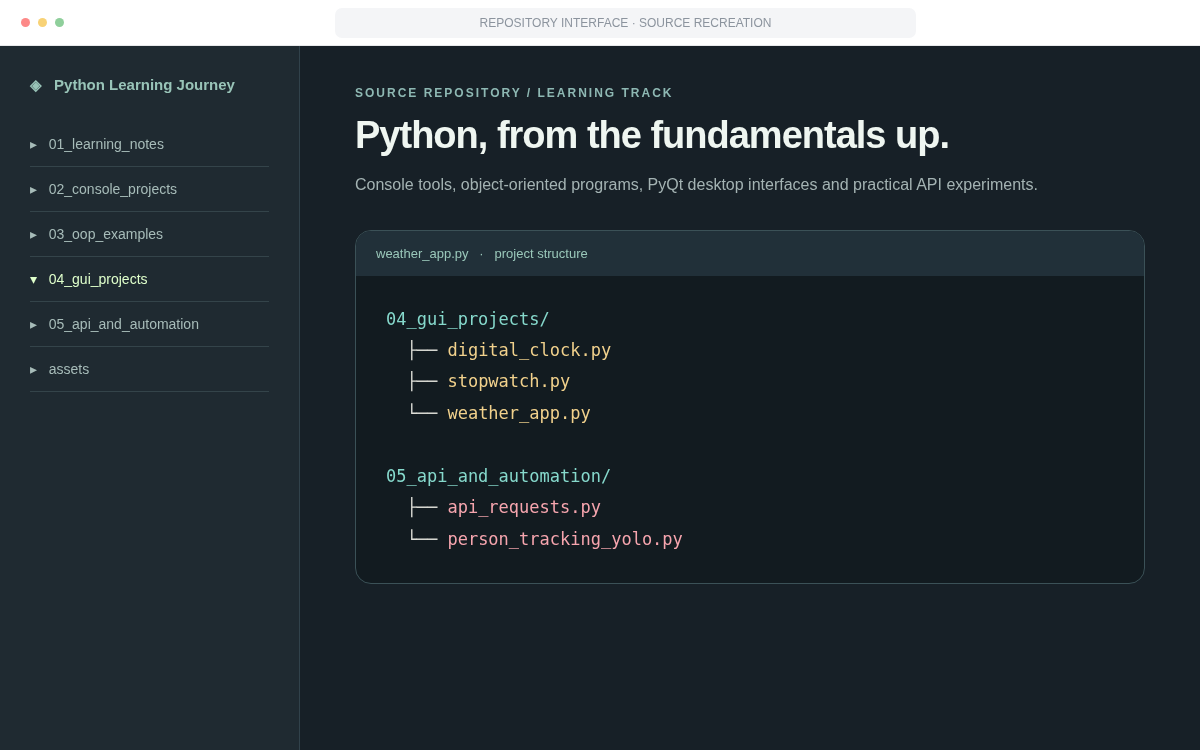 REPOSITORY INTERFACE · SOURCE RECREATION
◈ Python Learning Journey
▸ 01_learning_notes
▸ 02_console_projects
▸ 03_oop_examples
▾ 04_gui_projects
▸ 05_api_and_automation
▸ assets
SOURCE REPOSITORY / LEARNING TRACK
Python, from the fundamentals up.
Console tools, object-oriented programs, PyQt desktop interfaces and practical API experiments.
weather_app.py · project structure
04_gui_projects/
├── digital_clock.py
├── stopwatch.py
└── weather_app.py
05_api_and_automation/
├── api_requests.py
└── person_tracking_yolo.py